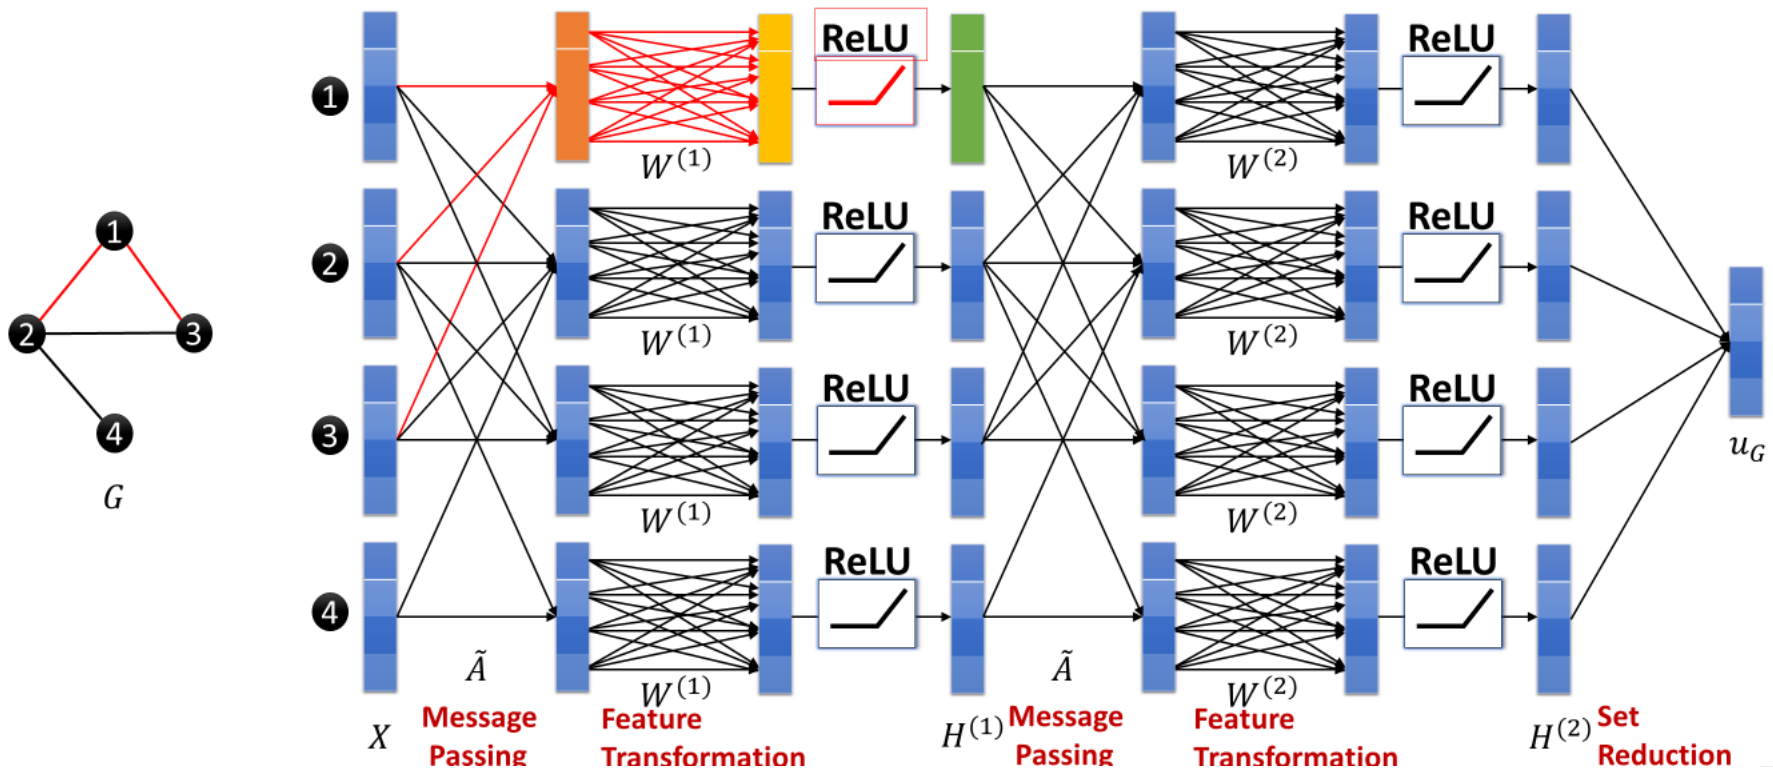 1
2
3
4
G
1
2
3
4
X
Ã
Message
Passing
W^(1)
W^(1)
W^(1)
W^(1)
Feature
Transformation
ReLU
ReLU
ReLU
ReLU
H^(1)
Ã
Message
Passing
W^(2)
W^(2)
W^(2)
W^(2)
Feature
Transformation
ReLU
ReLU
ReLU
ReLU
H^(2)
Set
Reduction
u_G